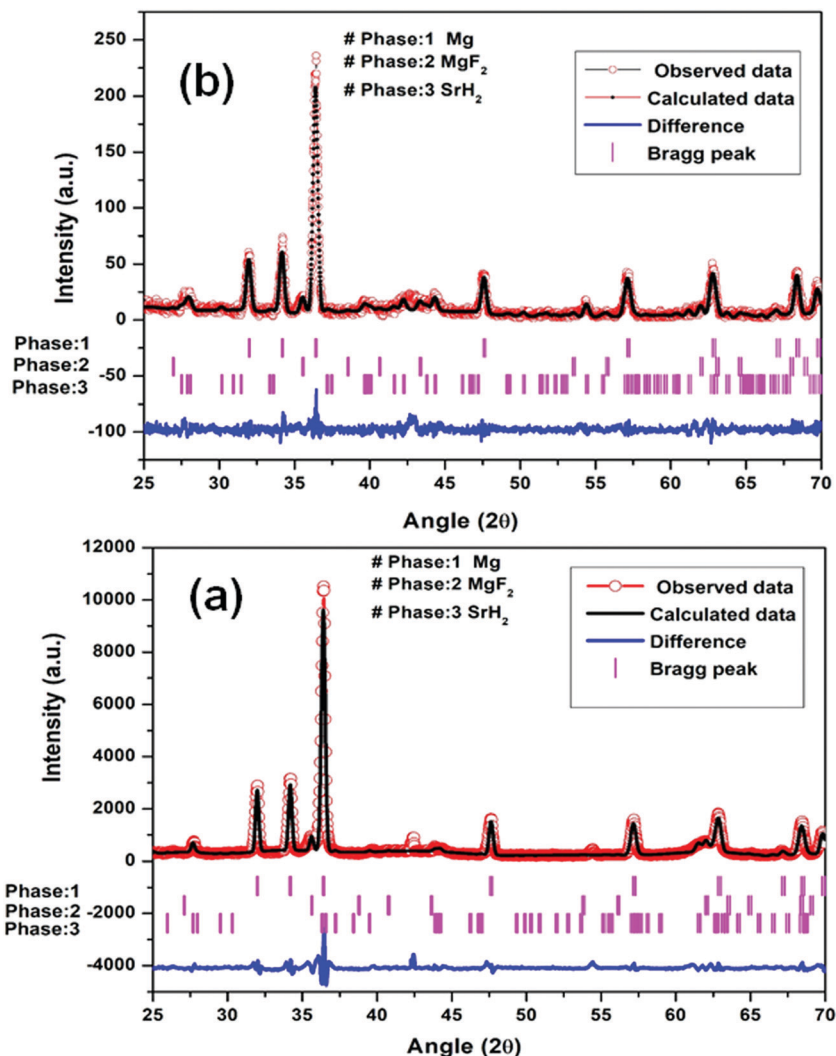 (b)
# Phase:1 Mg
# Phase:2 MgF2
# Phase:3 SrH2
Observed data
Calculated data
Difference
Bragg peak
Intensity (a.u.)
250
200
150
100
50
0
-50
-100
Phase:1
Phase:2
Phase:3
25 30 35 40 45 50 55 60 65 70
Angle (2θ)
(a)
# Phase:1 Mg
# Phase:2 MgF2
# Phase:3 SrH2
Observed data
Calculated data
Difference
Bragg peak
Intensity (a.u.)
12000
10000
8000
6000
4000
2000
0
-2000
-4000
Phase:1
Phase:2
Phase:3
25 30 35 40 45 50 55 60 65 70
Angle (2θ)